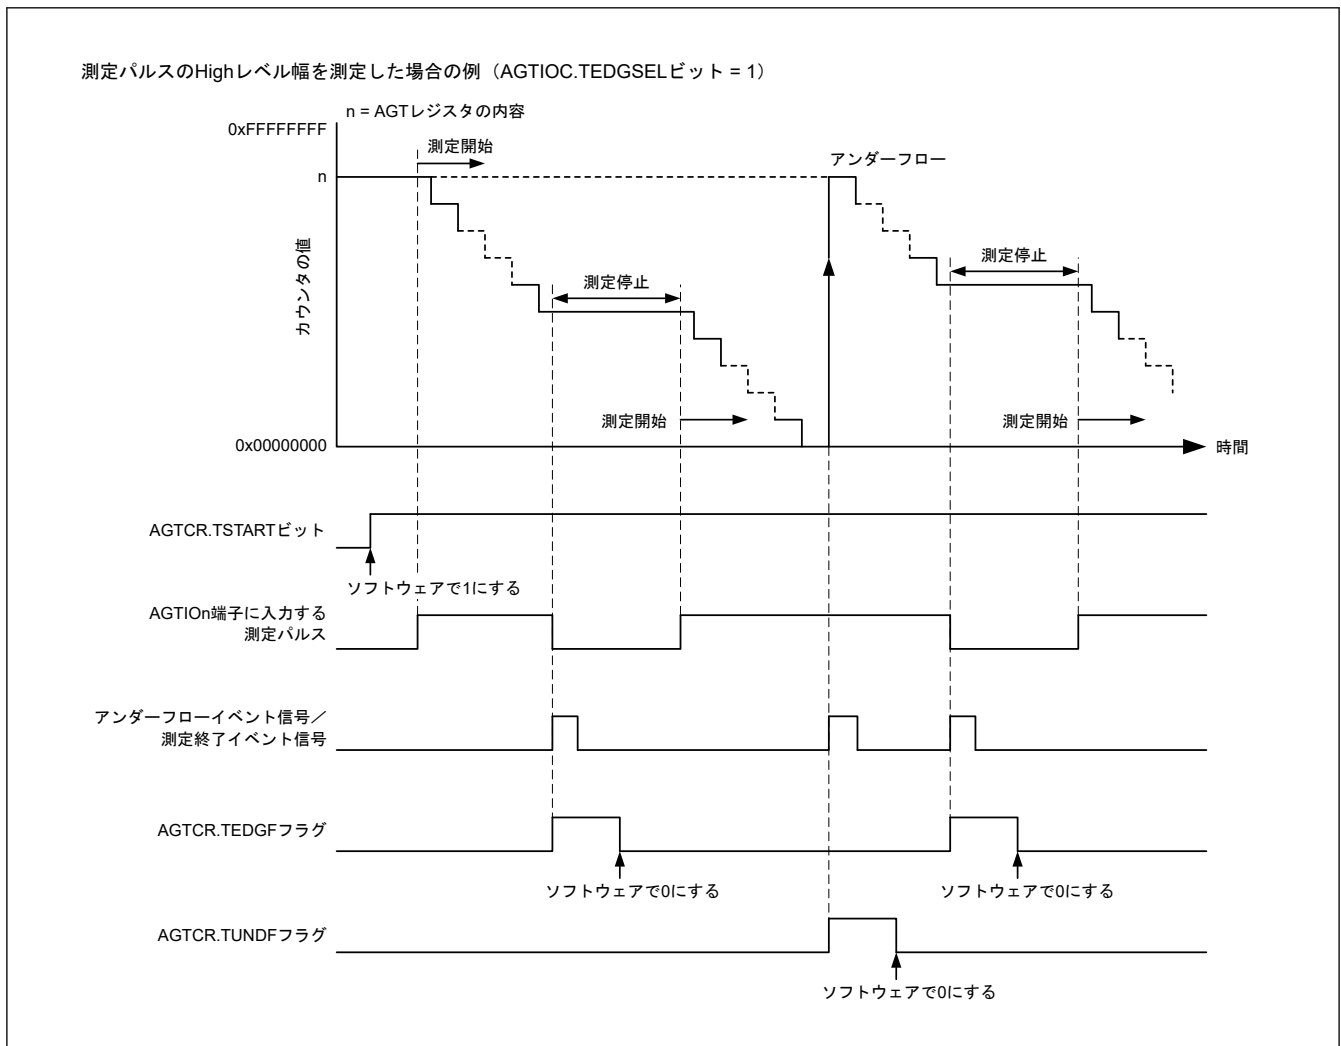 測定パルスのHighレベル幅を測定した場合の例（AGTIOC.TEDGSELビット = 1）
n = AGTレジスタの内容
0xFFFFFFFF
測定開始
アンダーフロー
n
カウンタの値
測定停止
測定停止
測定開始
測定開始
0x00000000
時間
AGTCR.TSTARTビット
ソフトウェアで1にする
AGTIOn端子に入力する
測定パルス
アンダーフローイベント信号／
測定終了イベント信号
AGTCR.TEDGFフラグ
ソフトウェアで0にする
ソフトウェアで0にする
AGTCR.TUNDFフラグ
ソフトウェアで0にする